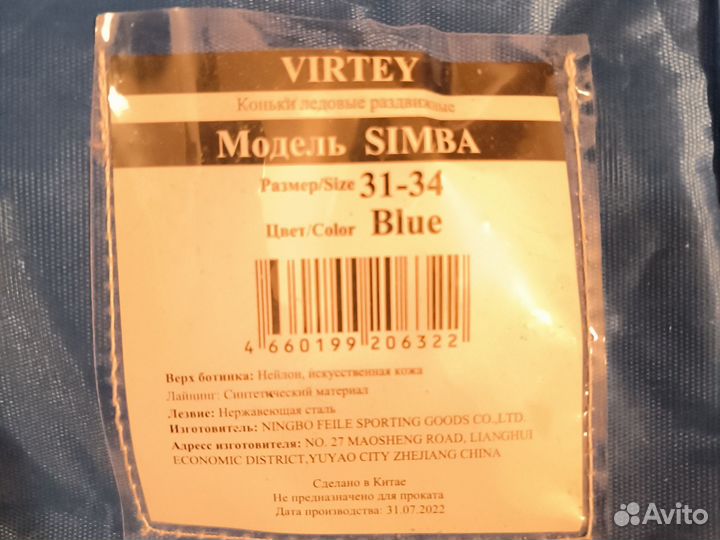 VIRTEY
Коньки ледовые раздвижные
Модель SIMBA
Размер/Size 31-34
Цвет/Color Blue
4 660199 206322
Верх ботинка: Нейлон, искусственная кожа
Лайнинг: Синтетический материал
Лезвие: Нержавеющая сталь
Изготовитель: NINGBO FEILE SPORTING GOODS CO.,LTD.
Адресс изготовителя: NO. 27 MAOSHENG ROAD, LIANGHUI
ECONOMIC DISTRICT,YUYAO CITY ZHEJIANG CHINA
Сделано в Китае
Не предназначено для проката
Дата производства: 31.07.2022
Avito